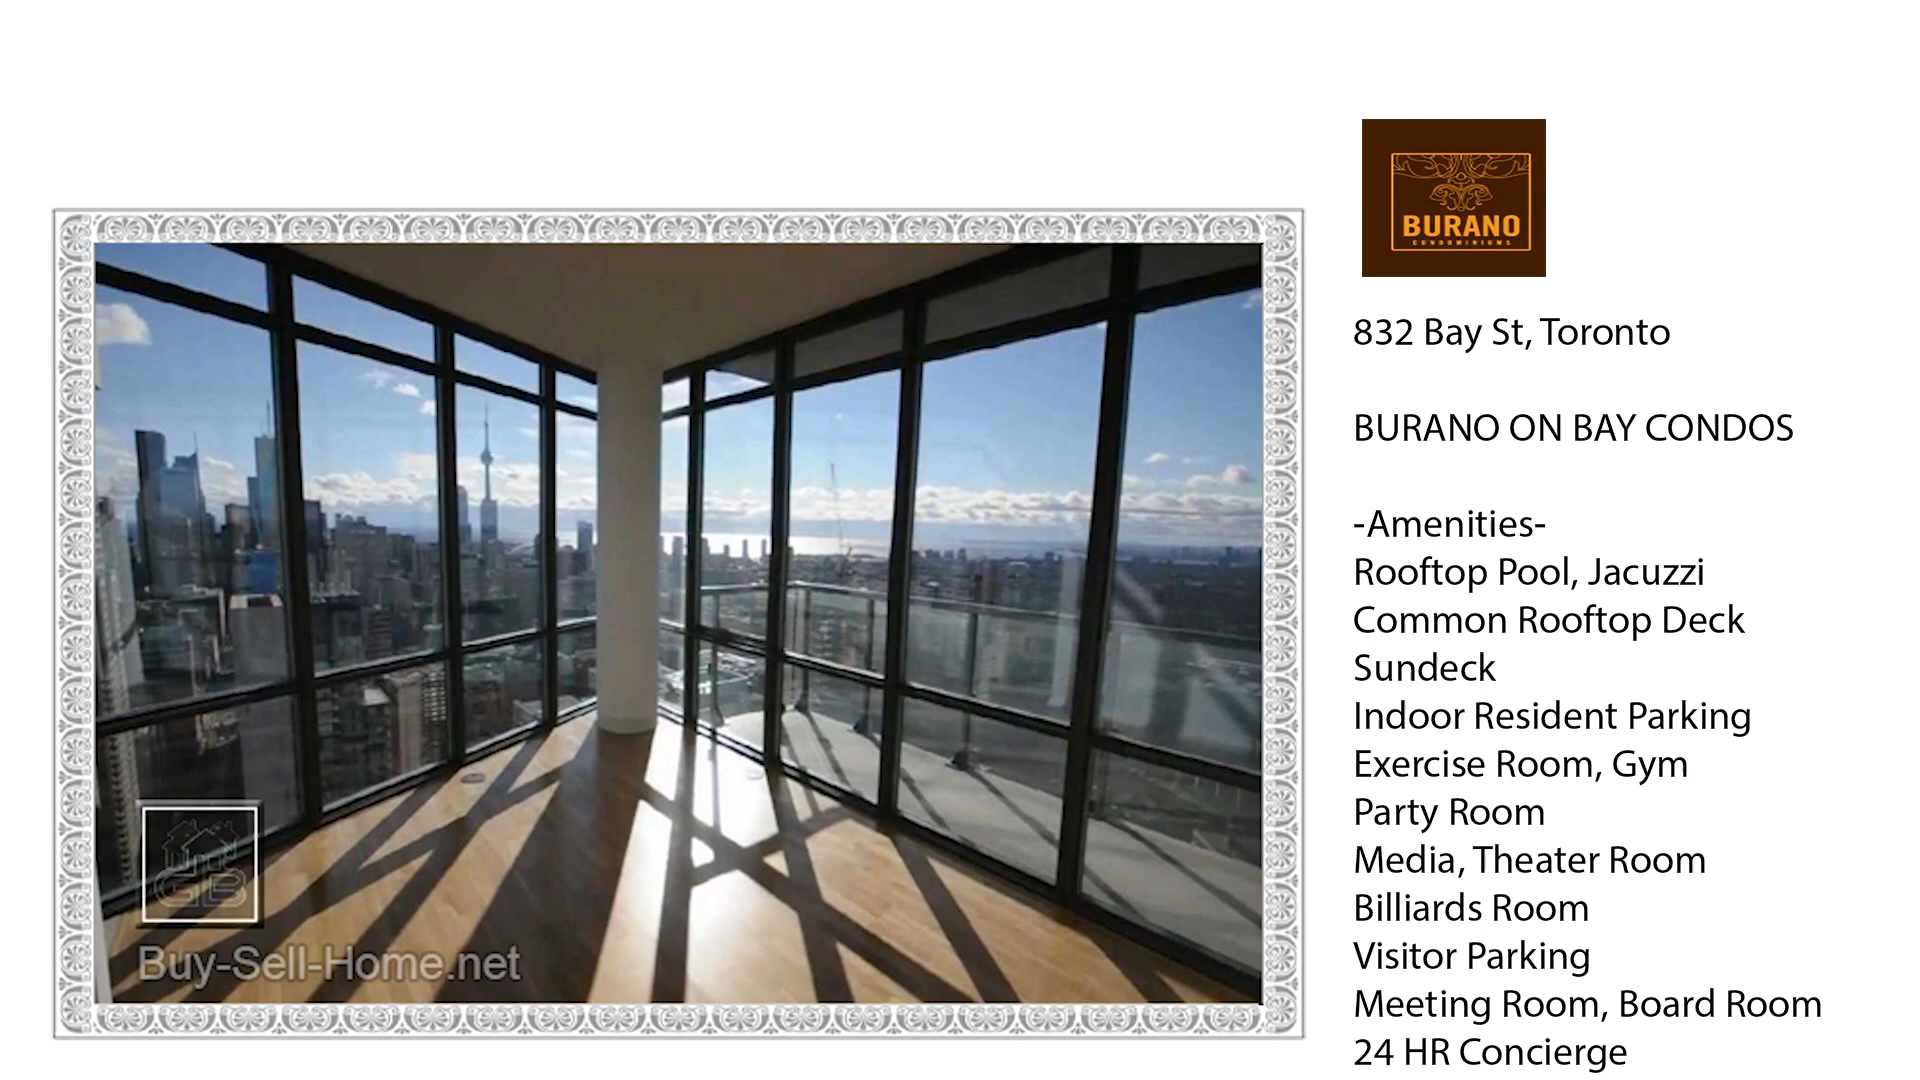 BURANO
CONDOMINIUMS
832 Bay St, Toronto
BURANO ON BAY CONDOS
-Amenities-
Rooftop Pool, Jacuzzi
Common Rooftop Deck
Sundeck
Indoor Resident Parking
Exercise Room, Gym
Party Room
Media, Theater Room
Billiards Room
Visitor Parking
Meeting Room, Board Room
24 HR Concierge
GB
Buy-Sell-Home.net